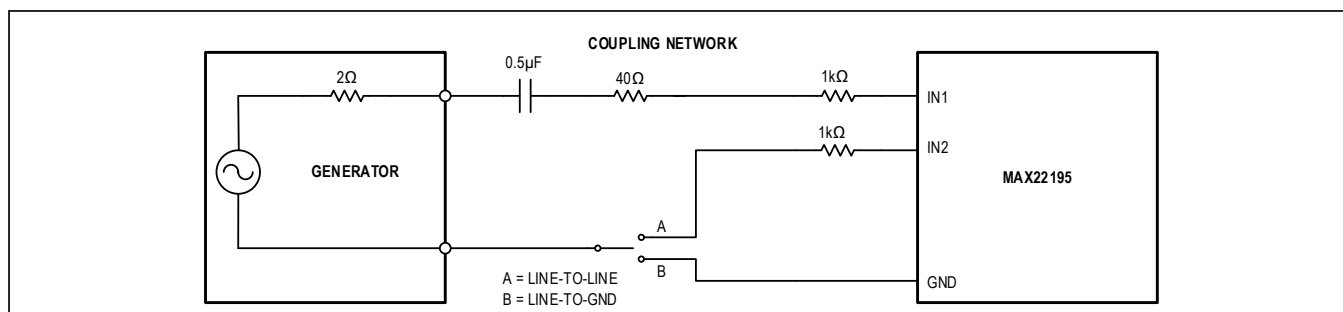 COUPLING NETWORK
0.5µF
2Ω
40Ω
1kΩ
IN1
1kΩ
IN2
GENERATOR
MAX22195
A
B
A = LINE-TO-LINE
B = LINE-TO-GND
GND